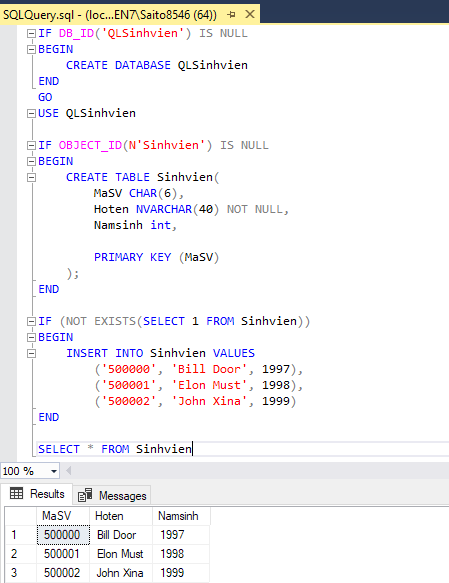 SQLQuery.sql - (loc...EN7\Saito8546 (64))*
IF DB_ID('QLSinhvien') IS NULL
BEGIN
    CREATE DATABASE QLSinhvien
END
GO
USE QLSinhvien

IF OBJECT_ID(N'Sinhvien') IS NULL
BEGIN
    CREATE TABLE Sinhvien(
        MaSV CHAR(6),
        Hoten NVARCHAR(40) NOT NULL,
        Namsinh int,

        PRIMARY KEY (MaSV)
    );
END

IF (NOT EXISTS(SELECT 1 FROM Sinhvien))
BEGIN
    INSERT INTO Sinhvien VALUES
        ('500000', 'Bill Door', 1997),
        ('500001', 'Elon Must', 1998),
        ('500002', 'John Xina', 1999)
END

SELECT * FROM Sinhvien
100 %
Results Messages
MaSV Hoten Namsinh
1 500000 Bill Door 1997
2 500001 Elon Must 1998
3 500002 John Xina 1999